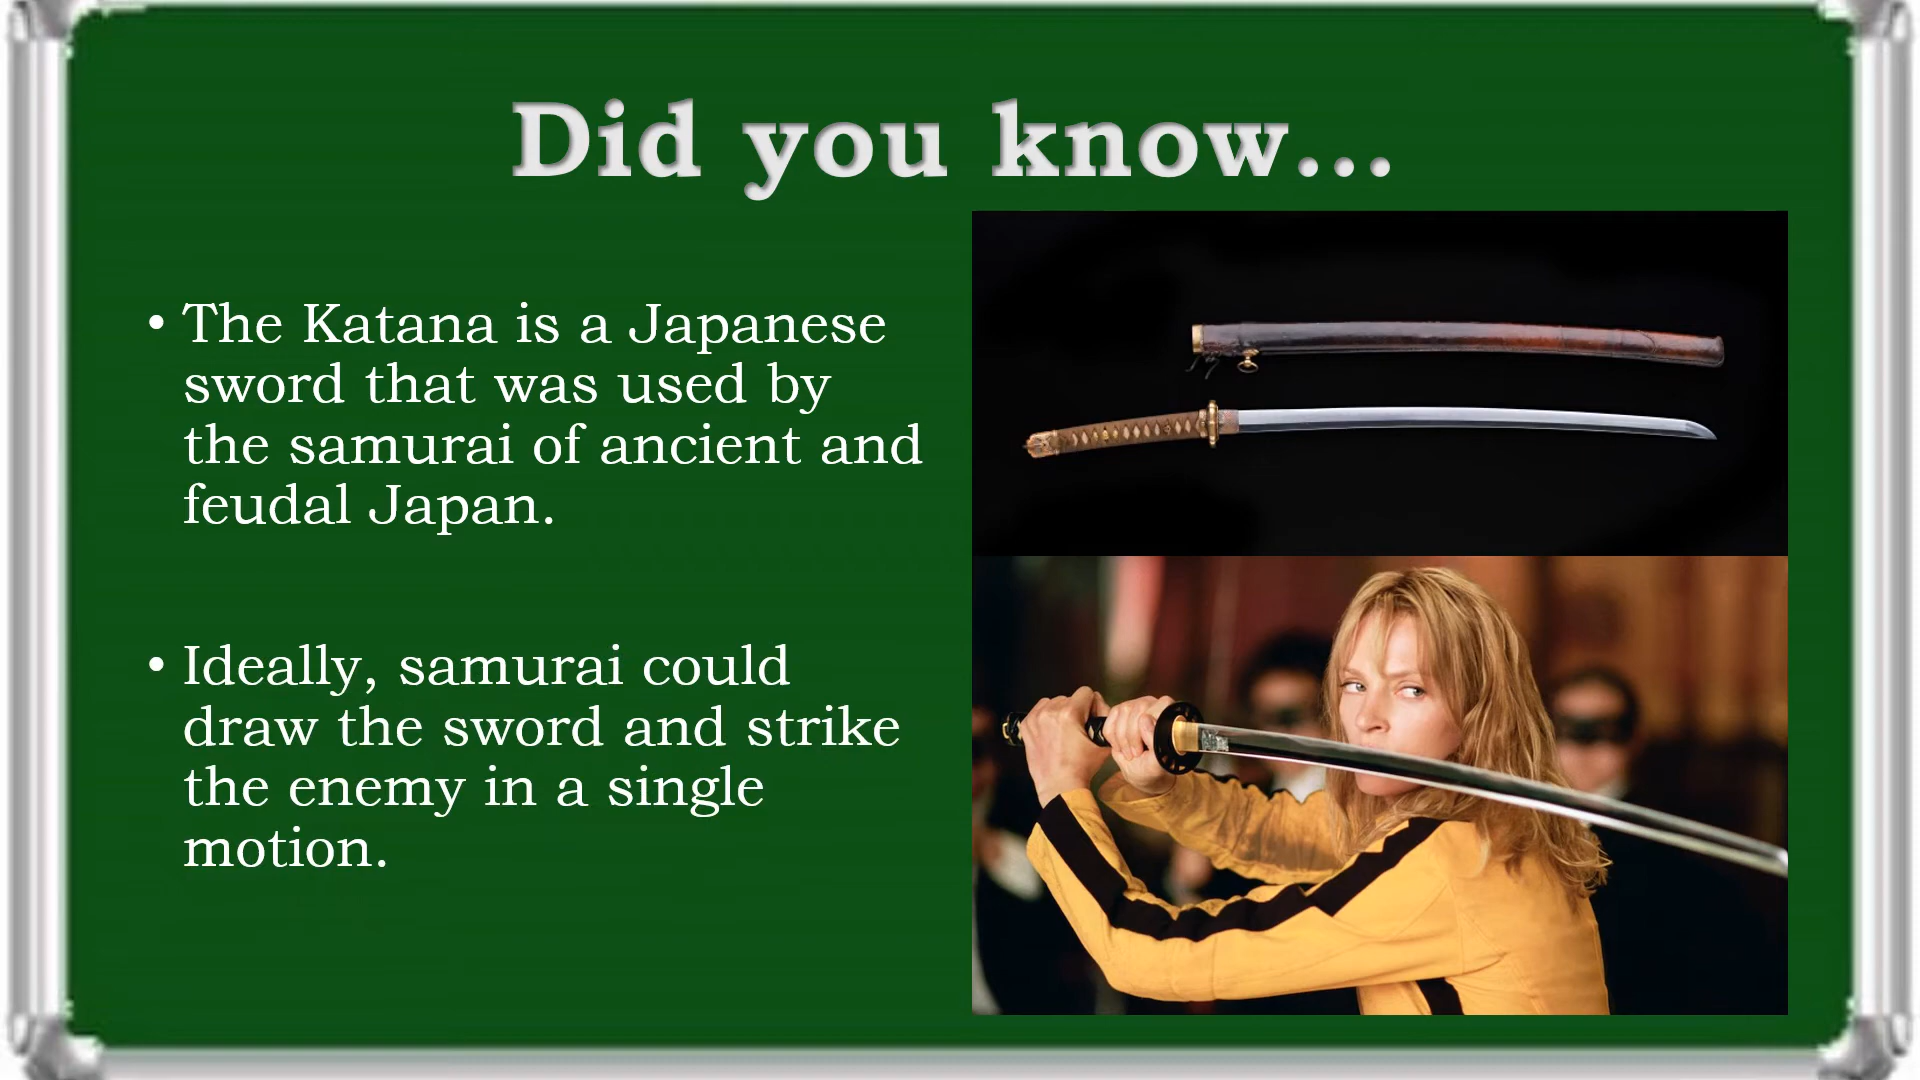 Did you know...
• The Katana is a Japanese
sword that was used by
the samurai of ancient and
feudal Japan.
• Ideally, samurai could
draw the sword and strike
the enemy in a single
motion.